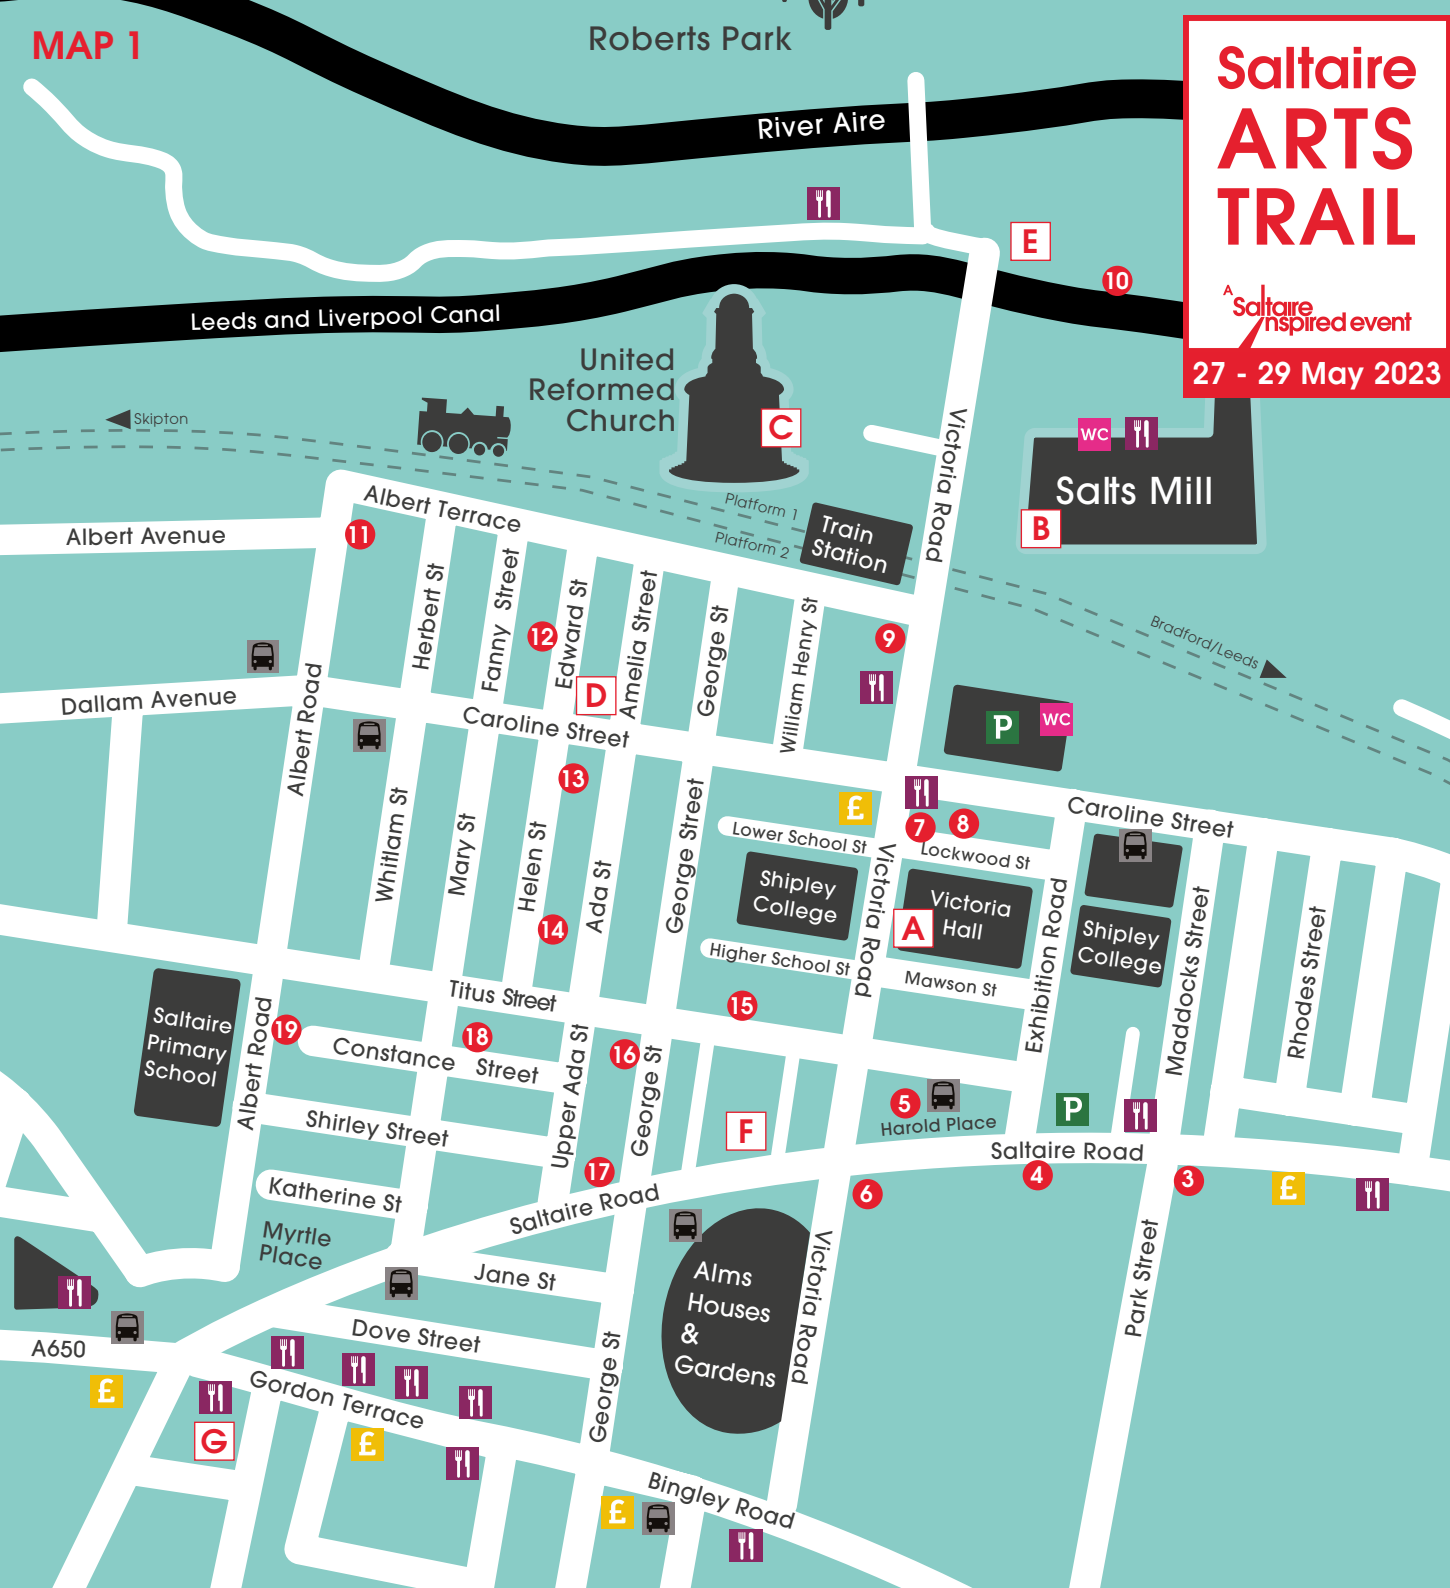 MAP 1
Roberts Park
Saltaire
ARTS
TRAIL
A
Saltaire
inspired event
27 - 29 May 2023
River Aire
E
10
Leeds and Liverpool Canal
United
Reformed
Church
C
Skipton
Victoria Road
WC
Salts Mill
B
Platform 1
Platform 2
Train
Station
Albert Terrace
Albert Avenue
11
Herbert St
Fanny Street
12
Edward St
Amelia Street
George St
William Henry St
9
Bradford/Leeds
D
Dallam Avenue
Albert Road
Caroline Street
P
WC
13
£
7
8
Caroline Street
Whitlam St
Mary St
Helen St
Ada St
George Street
Lower School St
Lockwood St
Shipley
College
Victoria Road
A
Victoria
Hall
Exhibition Road
Shipley
College
Maddocks Street
Rhodes Street
14
Higher School St
Mawson St
Titus Street
15
Saltaire
Primary
School
Albert Road
19
Constance Street
18
Upper Ada St
16
George St
Shirley Street
F
5
Harold Place
P
Saltaire Road
17
4
3
£
6
Katherine St
Saltaire Road
Myrtle
Place
Jane St
Alms
Houses
&
Gardens
Victoria Road
Park Street
A650
Dove Street
George St
£
Gordon Terrace
G
£
Bingley Road
£